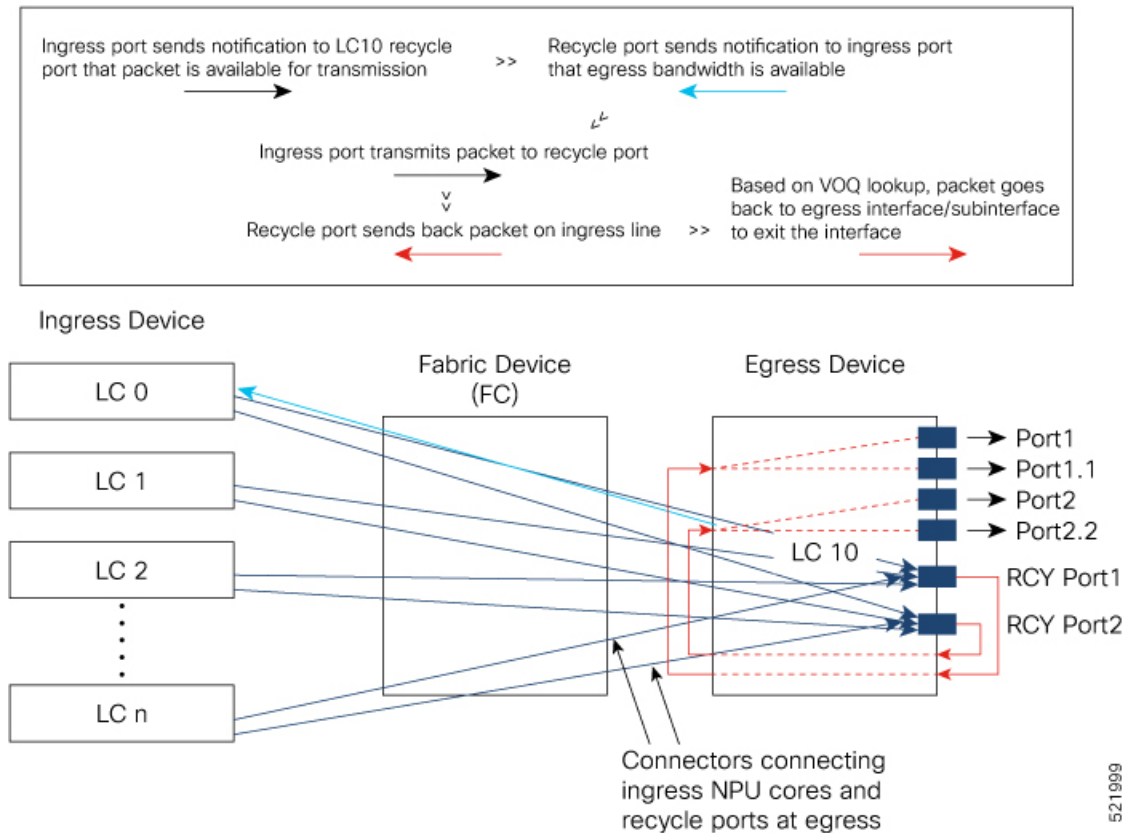 Ingress port sends notification to LC10 recycle
port that packet is available for transmission
>>
Recycle port sends notification to ingress port
that egress bandwidth is available
>>
Ingress port transmits packet to recycle port
>>
Recycle port sends back packet on ingress line
>>
Based on VOQ lookup, packet goes
back to egress interface/subinterface
to exit the interface
Ingress Device
LC 0
LC 1
LC 2
LC n
Fabric Device
(FC)
Egress Device
LC 10
Port1
Port1.1
Port2
Port2.2
RCY Port1
RCY Port2
Connectors connecting
ingress NPU cores and
recycle ports at egress
521999